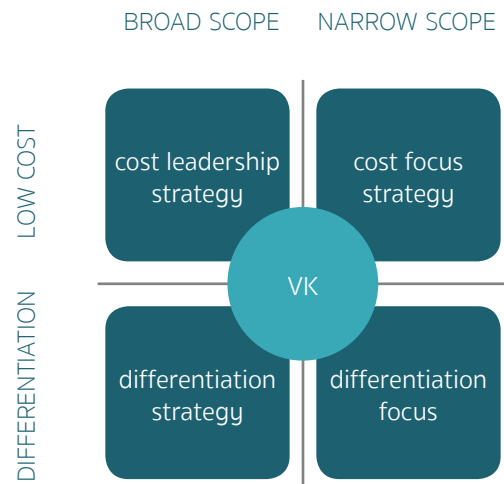 BROAD SCOPE
NARROW SCOPE
LOW COST
cost leadership
strategy
cost focus
strategy
VK
DIFFERENTIATION
differentiation
strategy
differentiation
focus